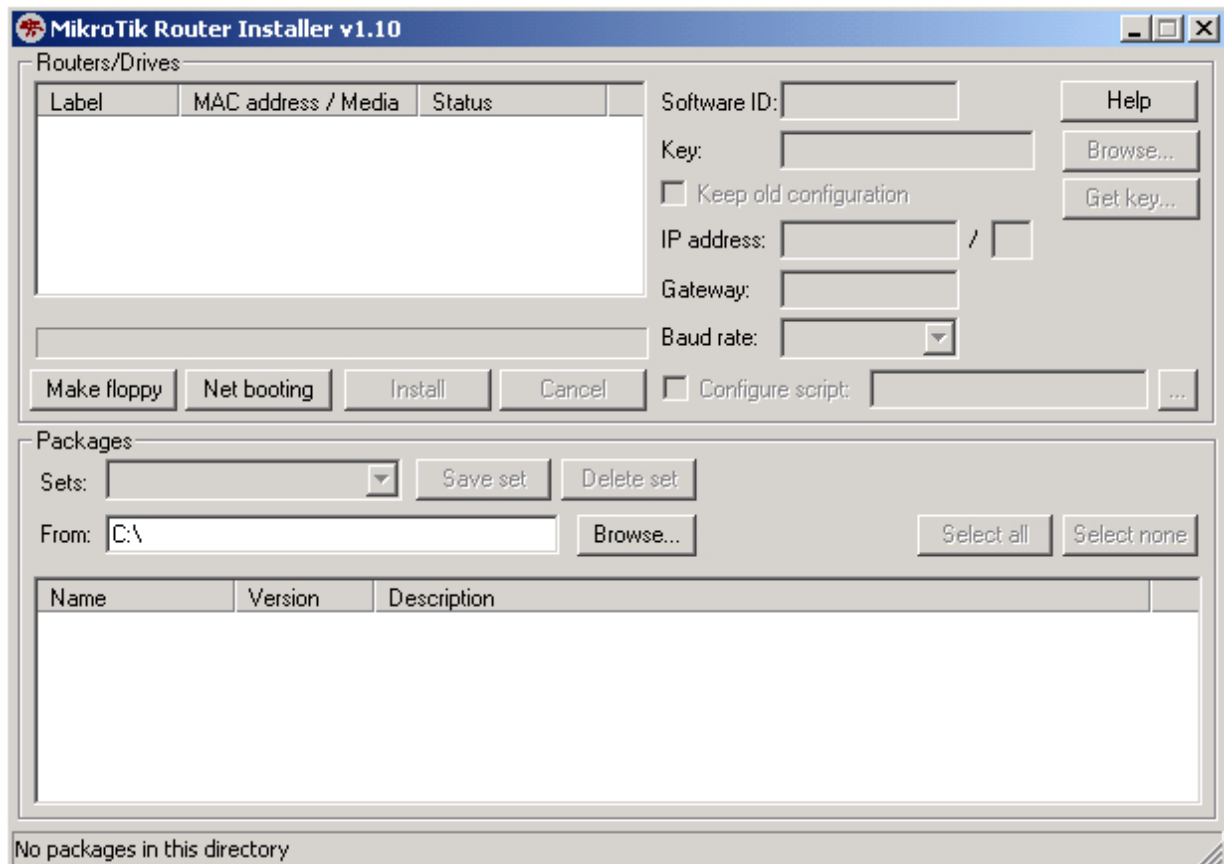 MikroTik Router Installer v1.10
Routers/Drives
Label MAC address / Media Status
Software ID: Help
Key: Browse...
Keep old configuration Get key...
IP address: /
Gateway:
Baud rate:
Make floppy Net booting Install Cancel Configure script: ...
Packages
Sets: Save set Delete set
From: C:\ Browse... Select all Select none
Name Version Description
No packages in this directory